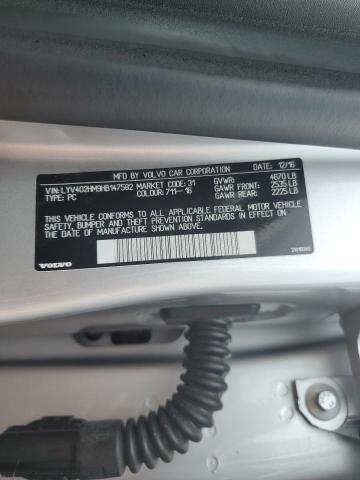 MFD BY VOLVO CAR CORPORATION DATE: 12/16
VIN:LYV402HM9HB147582 MARKET CODE: 31 GVWR: 4670 LB
TYPE: PC COLOUR: 711- 16 GAWR FRONT: 2535 LB
GAWR REAR: 2225 LB
THIS VEHICLE CONFORMS TO ALL APPLICABLE FEDERAL MOTOR VEHICLE
SAFETY, BUMPER AND THEFT PREVENTION STANDARDS IN EFFECT ON
THE DATE OF MANUFACTURE SHOWN ABOVE.
VOLVO